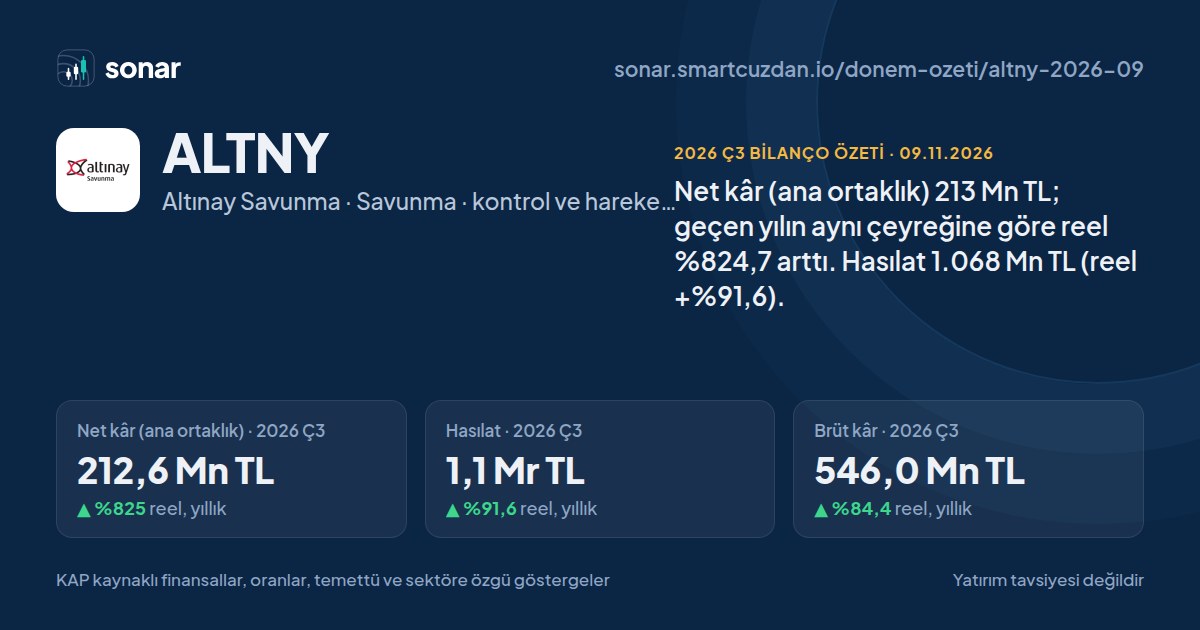 sonar
sonar.smartcuzdan.io/donem-ozeti/altny-2026-09
altınay
Savunma
ALTNY
Altınay Savunma · Savunma · kontrol ve hareke…
2026 Ç3 BİLANÇO ÖZETİ · 09.11.2026
Net kâr (ana ortaklık) 213 Mn TL;
geçen yılın aynı çeyreğine göre reel
%824,7 arttı. Hasılat 1.068 Mn TL (reel
+%91,6).
Net kâr (ana ortaklık) · 2026 Ç3
212,6 Mn TL
▲ %825 reel, yıllık
Hasılat · 2026 Ç3
1,1 Mr TL
▲ %91,6 reel, yıllık
Brüt kâr · 2026 Ç3
546,0 Mn TL
▲ %84,4 reel, yıllık
KAP kaynaklı finansallar, oranlar, temettü ve sektöre özgü göstergeler
Yatırım tavsiyesi değildir